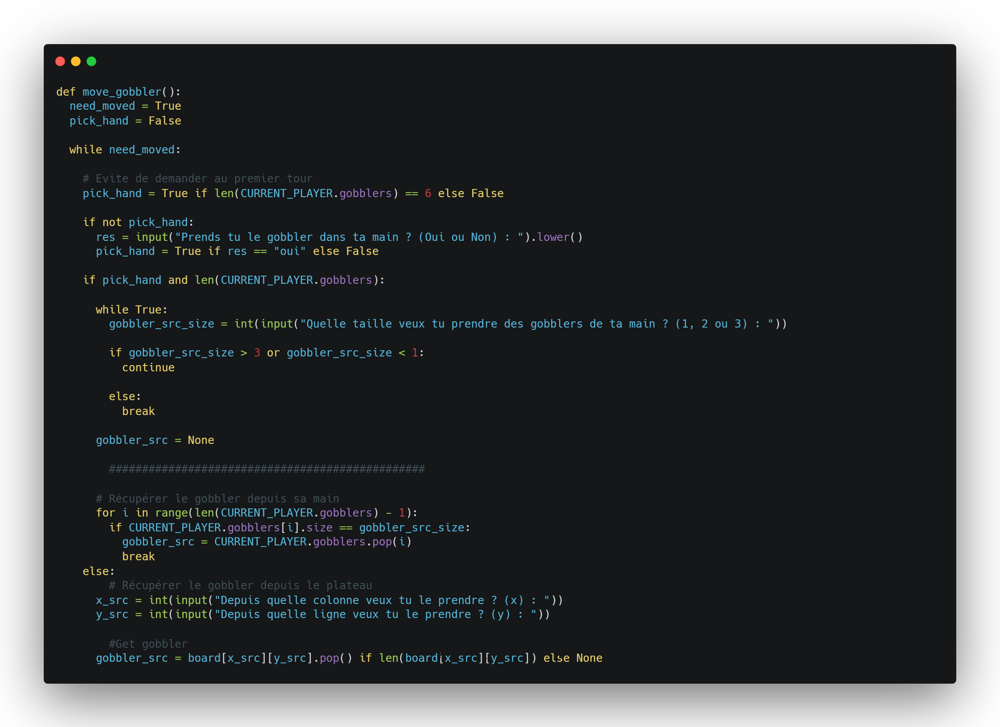 def move_gobbler():
  need_moved = True
  pick_hand = False

  while need_moved:

    # Evite de demander au premier tour
    pick_hand = True if len(CURRENT_PLAYER.gobblers) == 6 else False

    if not pick_hand:
      res = input("Prends tu le gobbler dans ta main ? (Oui ou Non) : ").lower()
      pick_hand = True if res == "oui" else False

    if pick_hand and len(CURRENT_PLAYER.gobblers):

      while True:
        gobbler_src_size = int(input("Quelle taille veux tu prendre des gobblers de ta main ? (1, 2 ou 3) : "))

        if gobbler_src_size > 3 or gobbler_src_size < 1:
          continue

        else:
          break

      gobbler_src = None

        ################################################

      # Récupérer le gobbler depuis sa main
      for i in range(len(CURRENT_PLAYER.gobblers) - 1):
        if CURRENT_PLAYER.gobblers[i].size == gobbler_src_size:
          gobbler_src = CURRENT_PLAYER.gobblers.pop(i)
          break
    else:
        # Récupérer le gobbler depuis le plateau
      x_src = int(input("Depuis quelle colonne veux tu le prendre ? (x) : "))
      y_src = int(input("Depuis quelle ligne veux tu le prendre ? (y) : "))

        #Get gobbler
      gobbler_src = board[x_src][y_src].pop() if len(board[x_src][y_src]) else None